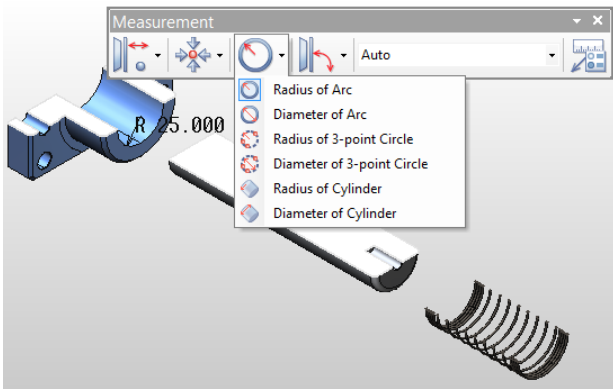 Measurement
Auto
Radius of Arc
Diameter of Arc
R 25.000
Radius of 3-point Circle
Diameter of 3-point Circle
Radius of Cylinder
Diameter of Cylinder